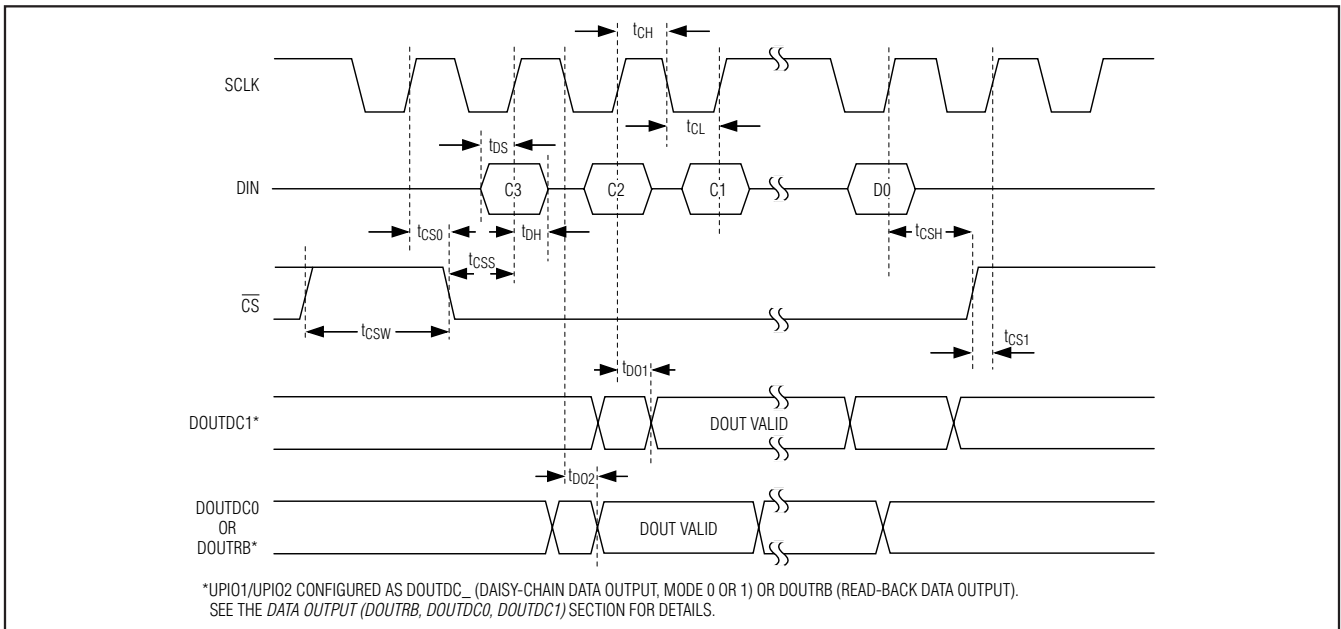 tCH
SCLK
tCL
tDS
DIN
C3
C2
C1
D0
tCS0
tDH
tCSH
tCSS
CS
tCSW
tCS1
tDO1
DOUTDC1*
DOUT VALID
tDO2
DOUTDC0
OR
DOUTRB*
DOUT VALID
*UPIO1/UPIO2 CONFIGURED AS DOUTDC_ (DAISY-CHAIN DATA OUTPUT, MODE 0 OR 1) OR DOUTRB (READ-BACK DATA OUTPUT).
SEE THE DATA OUTPUT (DOUTRB, DOUTDC0, DOUTDC1) SECTION FOR DETAILS.